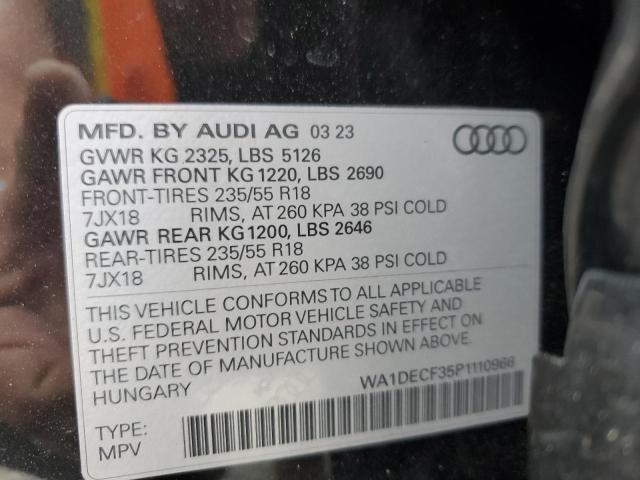 MFD. BY AUDI AG 03 23
GVWR KG 2325, LBS 5126
GAWR FRONT KG 1220, LBS 2690
FRONT-TIRES 235/55 R18
7JX18 RIMS, AT 260 KPA 38 PSI COLD
GAWR REAR KG 1200, LBS 2646
REAR-TIRES 235/55 R18
7JX18 RIMS, AT 260 KPA 38 PSI COLD
THIS VEHICLE CONFORMS TO ALL APPLICABLE
U.S. FEDERAL MOTOR VEHICLE SAFETY AND
THEFT PREVENTION STANDARDS IN EFFECT ON
THE DATE OF MANUFACTURE SHOWN ABOVE.
HUNGARY
WA1DECF35P1110966
TYPE:
MPV